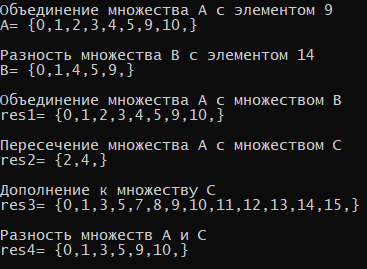 Объединение множества A с элементом 9
A= {0,1,2,3,4,5,9,10,}
Разность множества B с элементом 14
B= {0,1,4,5,9,}
Объединение множества A с множеством B
res1= {0,1,2,3,4,5,9,10,}
Пересечение множества A с множеством C
res2= {2,4,}
Дополнение к множеству C
res3= {0,1,3,5,7,8,9,10,11,12,13,14,15,}
Разность множеств A и C
res4= {0,1,3,5,9,10,}